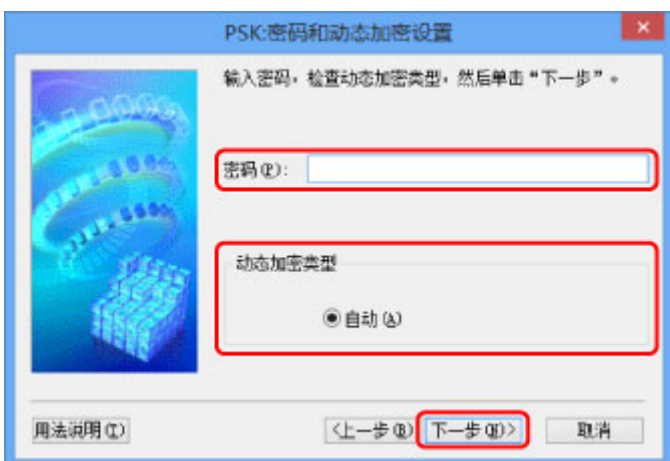 PSK:密码和动态加密设置
输入密码，检查动态加密类型，然后单击“下一步”。
密码(P):
动态加密类型
自动(A)
用法说明(I)
<上一步(B) 下一步(N)> 取消